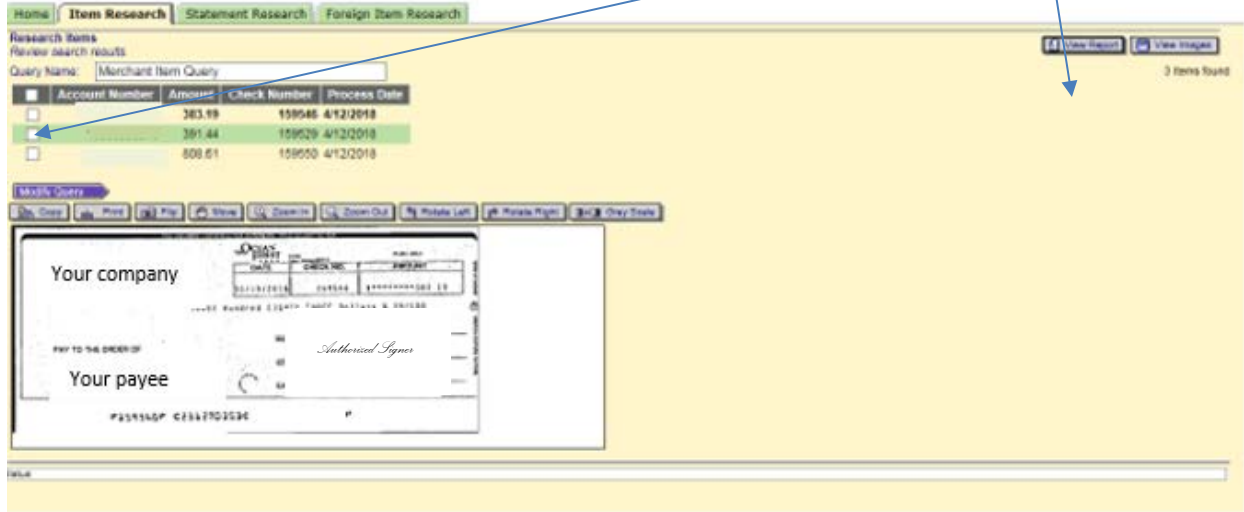 Home Item Research Statement Research Foreign Item Research
Research Items
Review search results
View Report View Images
Query Name: Merchant Item Query
3 items found
Account Number Amount Check Number Process Date
383.19 159546 4/12/2018
391.44 159529 4/12/2018
808.61 159550 4/12/2018
Modify Query
Copy Print Flip Move Zoom In Zoom Out Rotate Left Rotate Right Gray Scale
DATE CHECK NO. AMOUNT
Your company
Authorized Signer
PAY TO THE ORDER OF
Your payee